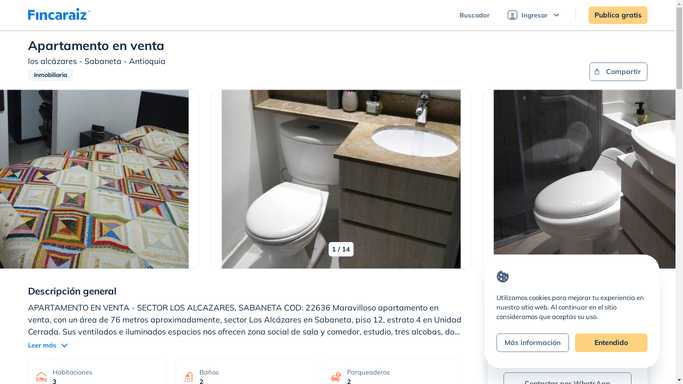 Fincaraiz
Buscador
Ingresar
Publica gratis
Apartamento en venta
los alcázares - Sabaneta - Antioquia
Inmobiliaria
Compartir
1 / 14
Descripción general
APARTAMENTO EN VENTA - SECTOR LOS ALCAZARES, SABANETA COD: 22636 Maravilloso apartamento en
venta, con un área de 76 metros aproximadamente, sector Los Alcázares en Sabaneta, piso 12, estrato 4 en Unidad
Cerrada. Sus ventilados e iluminados espacios nos ofrecen zona social de sala y comedor, estudio, tres alcobas, do...
Leer más
Habitaciones
3
Baños
2
Parqueaderos
2
Utilizamos cookies para mejorar tu experiencia en
nuestro sitio web. Al continuar en el sitio
consideramos que aceptas su uso.
Más información
Entendido
Contactar por WhatsApp